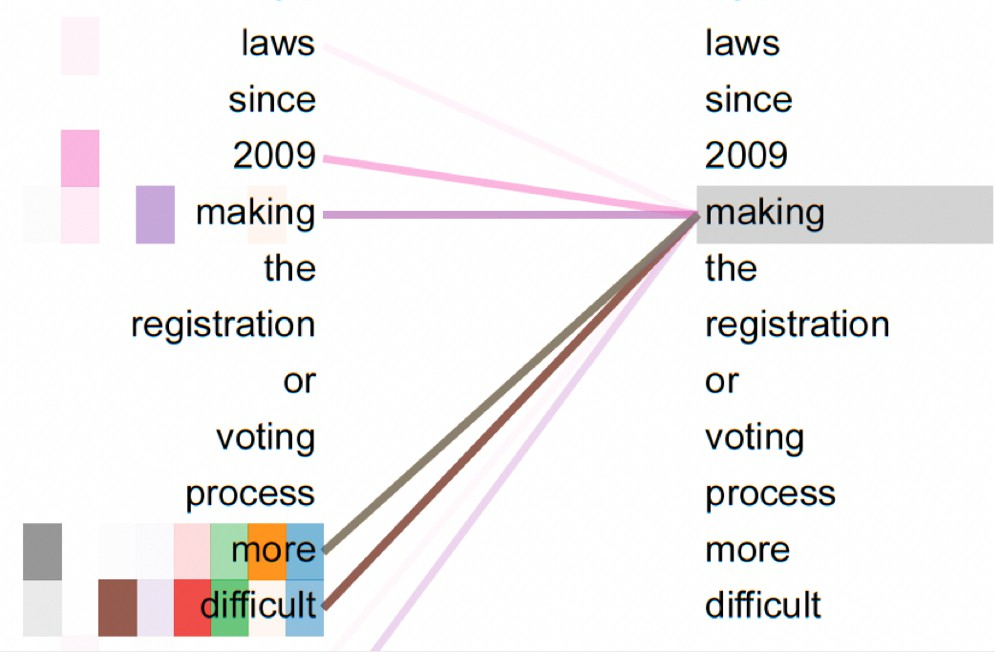 laws laws
since since
2009 2009
making making
the the
registration registration
or or
voting voting
process process
more more
difficult difficult